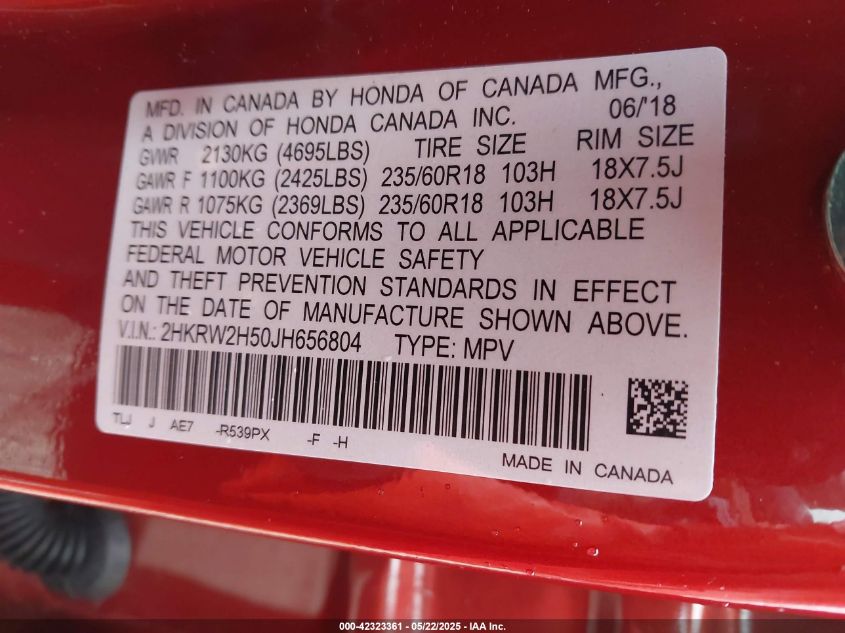 MFD. IN CANADA BY HONDA OF CANADA MFG.,
A DIVISION OF HONDA CANADA INC. 06/'18
GVWR 2130KG (4695LBS) TIRE SIZE RIM SIZE
GAWR F 1100KG (2425LBS) 235/60R18 103H 18X7.5J
GAWR R 1075KG (2369LBS) 235/60R18 103H 18X7.5J
THIS VEHICLE CONFORMS TO ALL APPLICABLE
FEDERAL MOTOR VEHICLE SAFETY
AND THEFT PREVENTION STANDARDS IN EFFECT
ON THE DATE OF MANUFACTURE SHOWN ABOVE.
V.I.N.: 2HKRW2H50JH656804 TYPE: MPV
TLJ J AE7 -R539PX -F -H
MADE IN CANADA
000-42323361 - 05/22/2025 - IAA Inc.